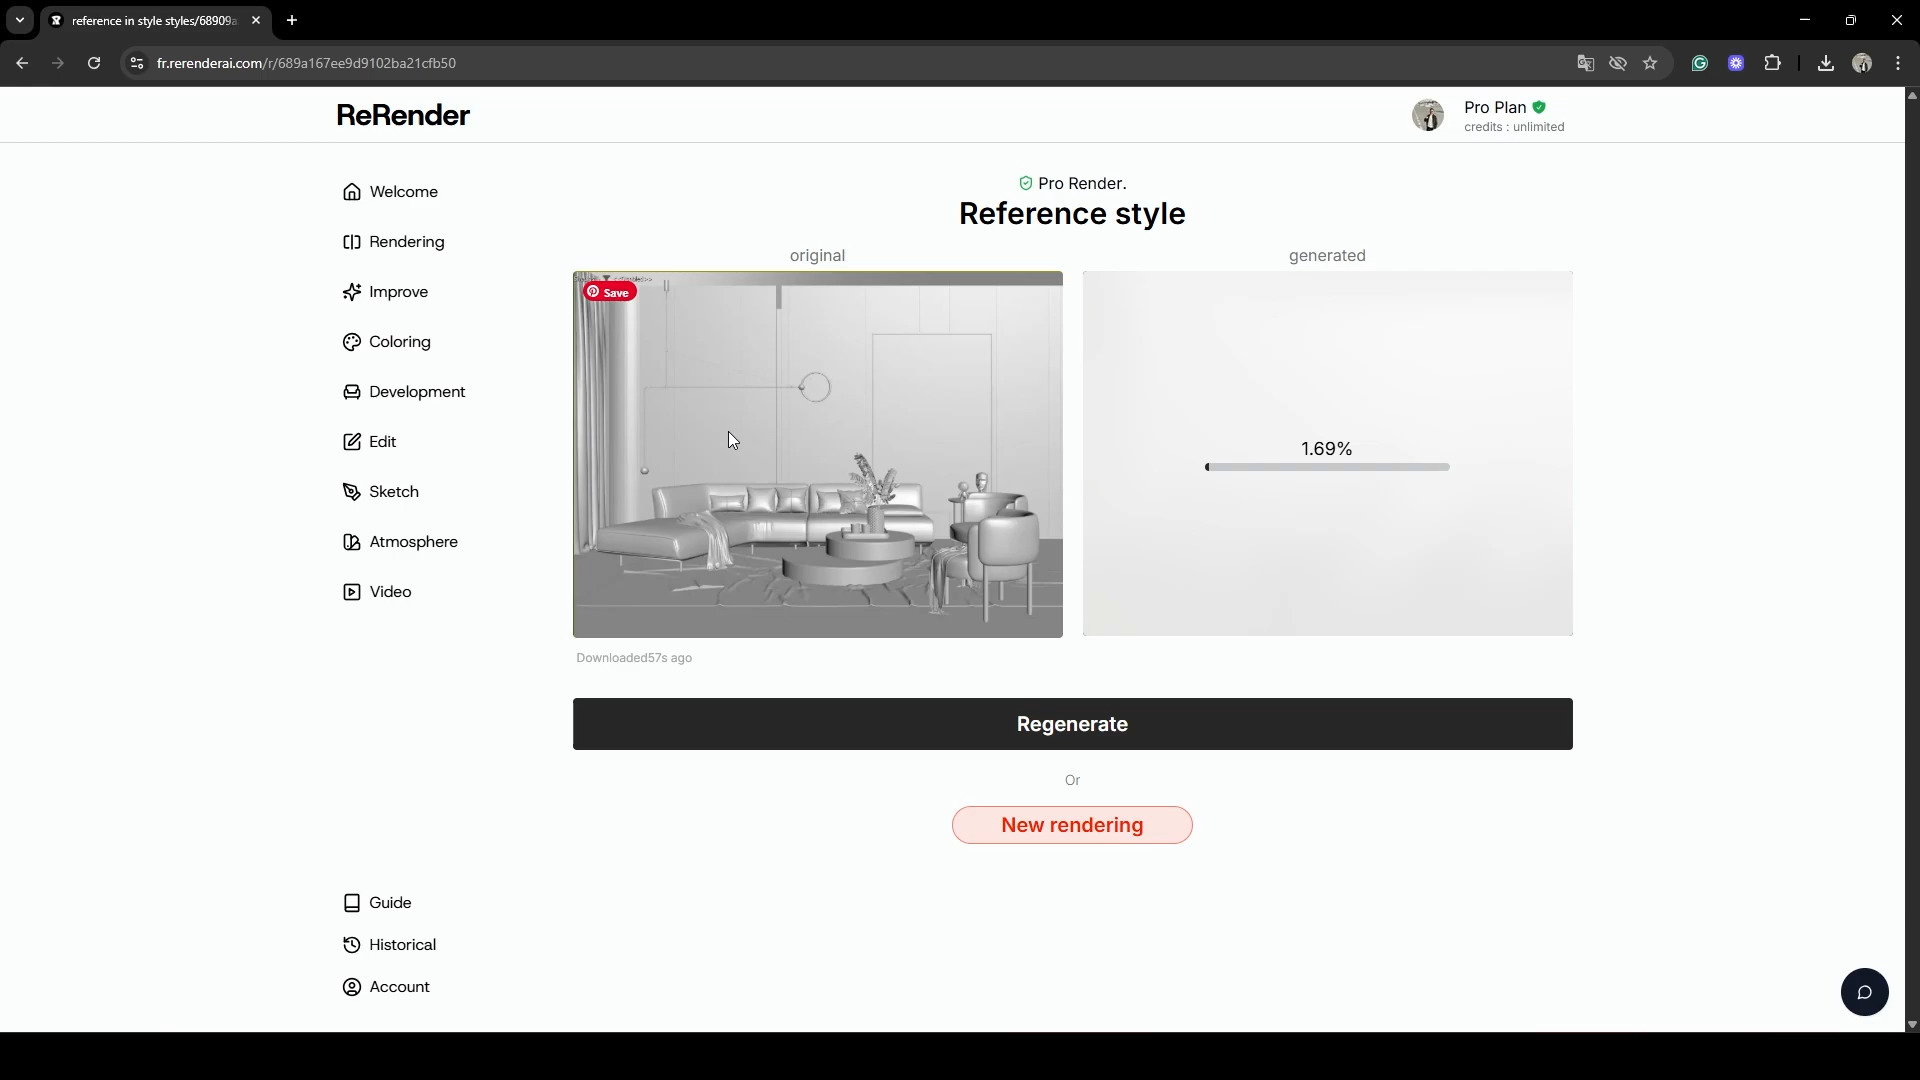 reference in style styles/68909a
fr.rerenderai.com/r/689a167ee9d9102ba21cfb50
ReRender
Pro Plan
credits : unlimited
Welcome
Rendering
Improve
Coloring
Development
Edit
Sketch
Atmosphere
Video
Guide
Historical
Account
Pro Render.
Reference style
original
generated
Save
1.69%
Downloaded57s ago
Regenerate
Or
New rendering